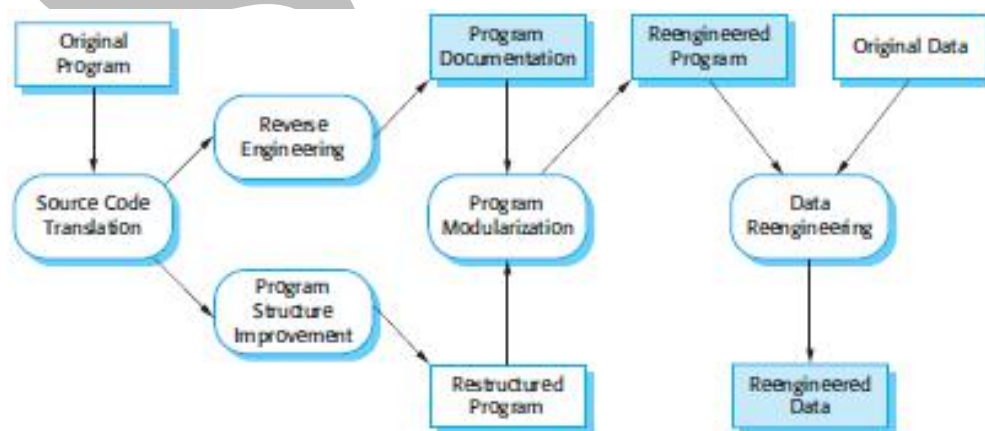 Original
Program
Program
Documentation
Reengineered
Program
Original Data
Reverse
Engineering
Source Code
Translation
Program
Modularization
Data
Reengineering
Program
Structure
Improvement
Restructured
Program
Reengineered
Data